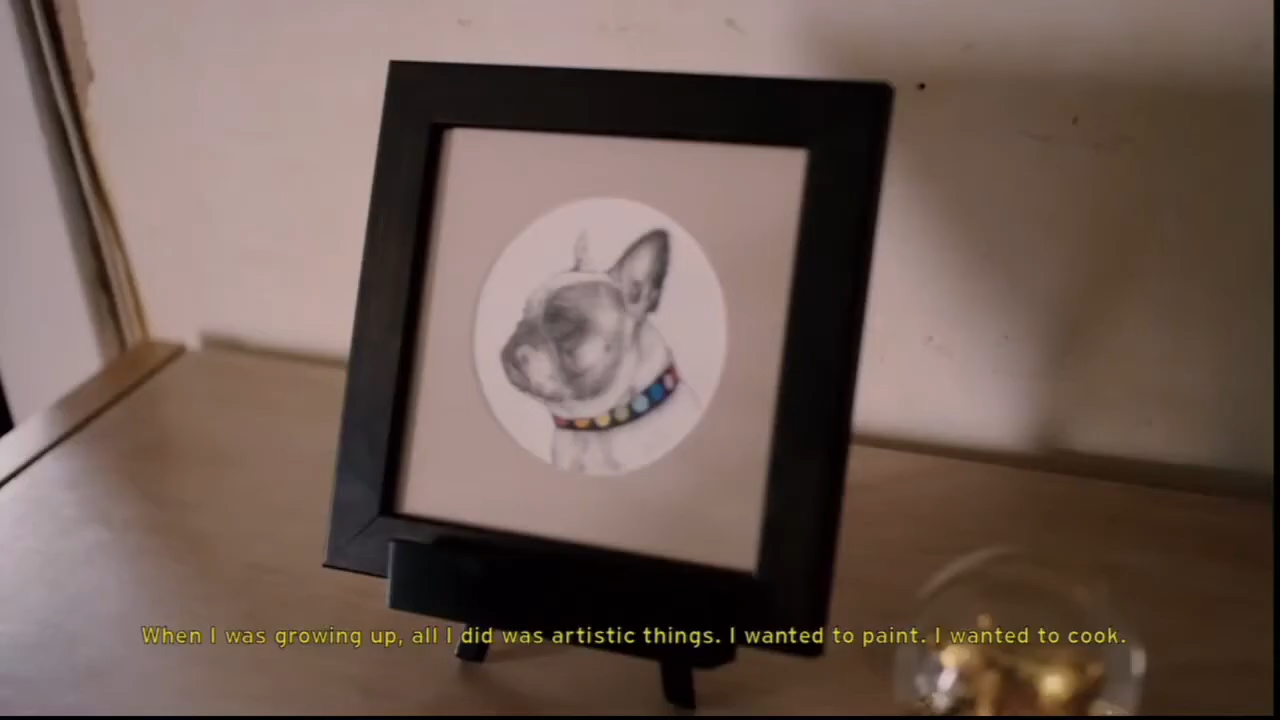 When I was growing up, all I did was artistic things. I wanted to paint. I wanted to cook.